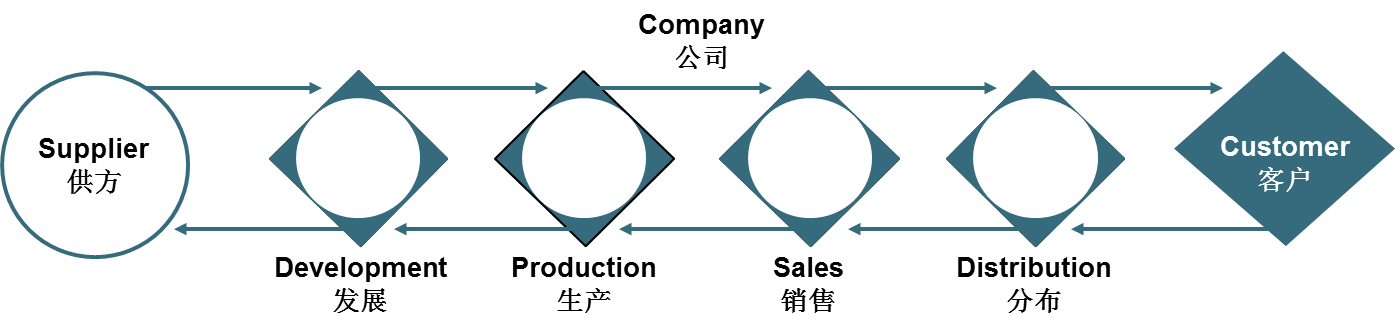 Company
公司
Supplier
供方
Customer
客户
Development
发展
Production
生产
Sales
销售
Distribution
分布